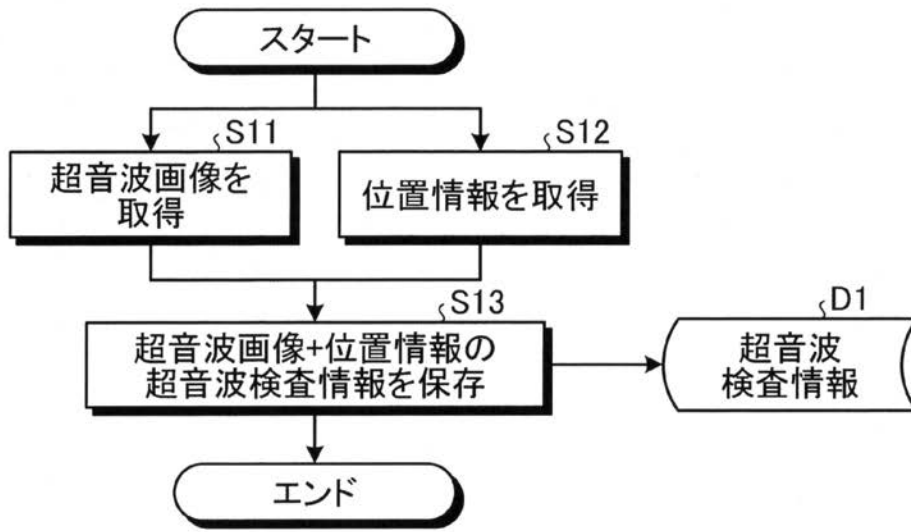 スタート
S11
超音波画像を
取得
S12
位置情報を取得
S13
超音波画像+位置情報の
超音波検査情報を保存
D1
超音波
検査情報
エンド